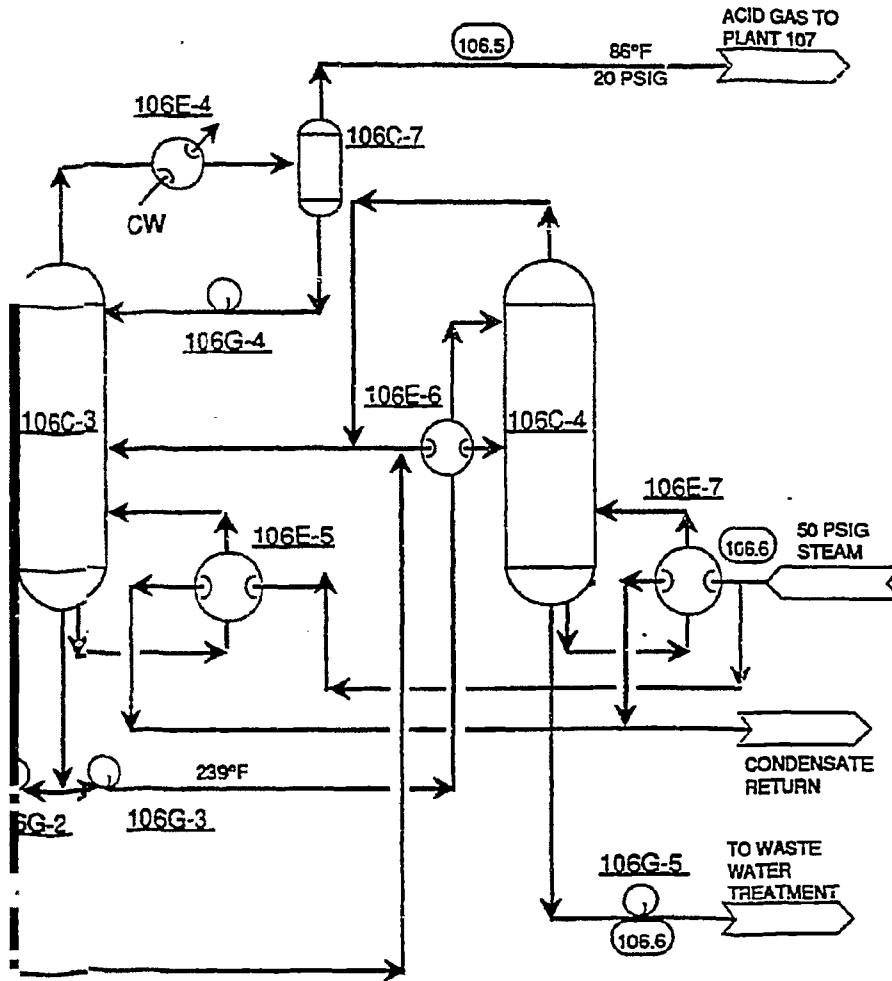 ACID GAS TO
PLANT 107
106.5
86°F
20 PSIG
106E-4
106C-7
CW
106G-4
106E-6
106C-3
106C-4
106E-7
106E-5
106.6
50 PSIG
STEAM
239°F
CONDENSATE
RETURN
6G-2
106G-3
106G-5
TO WASTE
WATER
TREATMENT
106.6